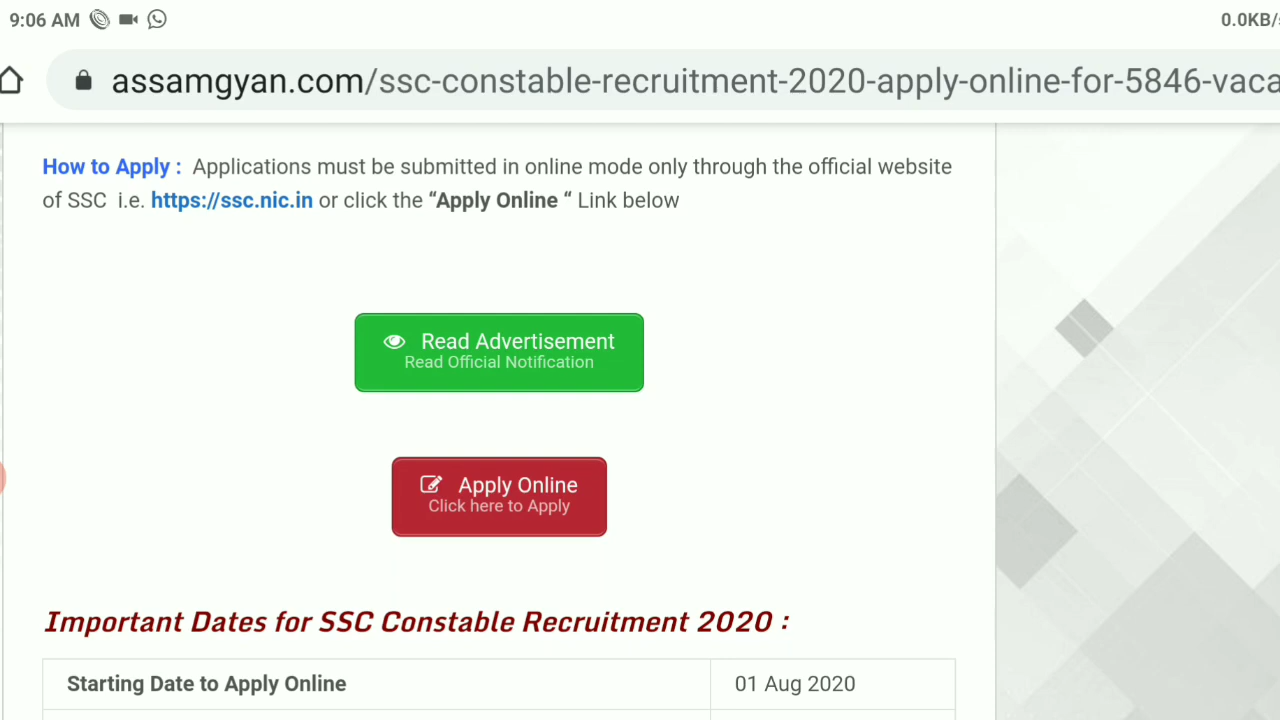 9:06 AM 0.0KB/s
assamgyan.com/ssc-constable-recruitment-2020-apply-online-for-5846-vaca
How to Apply : Applications must be submitted in online mode only through the official website
of SSC i.e. https://ssc.nic.in or click the “Apply Online “ Link below
Read Advertisement
Read Official Notification
Apply Online
Click here to Apply
Important Dates for SSC Constable Recruitment 2020 :
Starting Date to Apply Online 01 Aug 2020